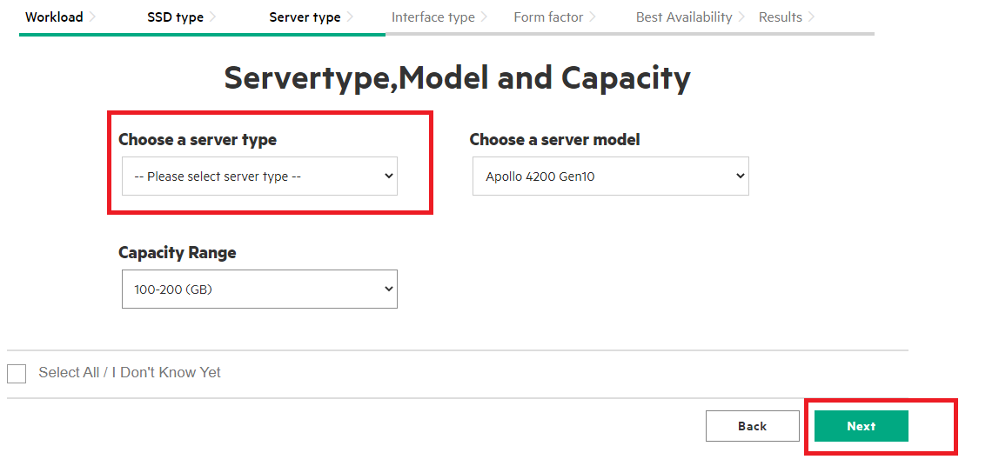 Workload SSD type Server type Interface type Form factor Best Availability Results
Servertype,Model and Capacity
Choose a server type Choose a server model
-- Please select server type -- Apollo 4200 Gen10
Capacity Range
100-200 (GB)
Select All / I Don't Know Yet
Back Next